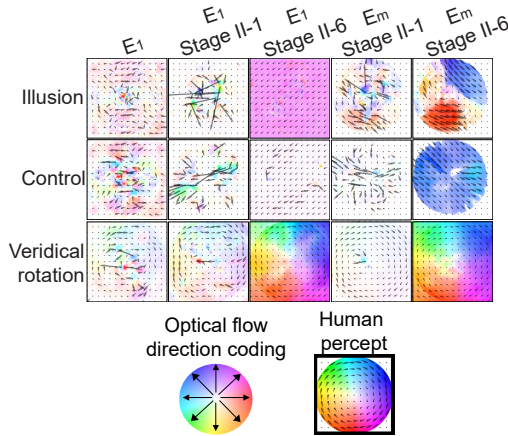 E1
E1
Stage II-1
E1
Stage II-6
Em
Stage II-1
Em
Stage II-6
Illusion
Control
Veridical
rotation
Optical flow
direction coding
Human
percept